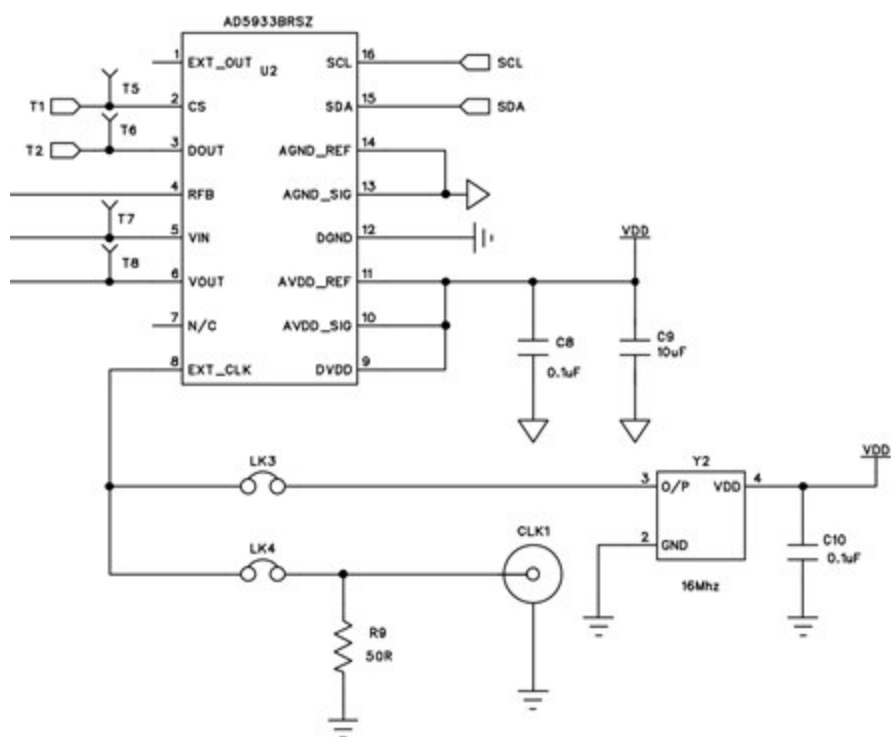 AD5933BRSZ
U2
1 EXT_OUT SCL 16 SCL
T5
T1 2 CS SDA 15 SDA
T6
T2 3 DOUT AGND_REF 14
4 RFB AGND_SIG 13
T7
5 VIN DGND 12
VDD
T8
6 VOUT AVDD_REF 11
7 N/C AVDD_SIG 10
C8
0.1uF
C9
10uF
8 EXT_CLK DVDD 9
LK3
Y2
VDD
3 O/P VDD 4
2 GND
16Mhz
C10
0.1uF
LK4
CLK1
R9
50R